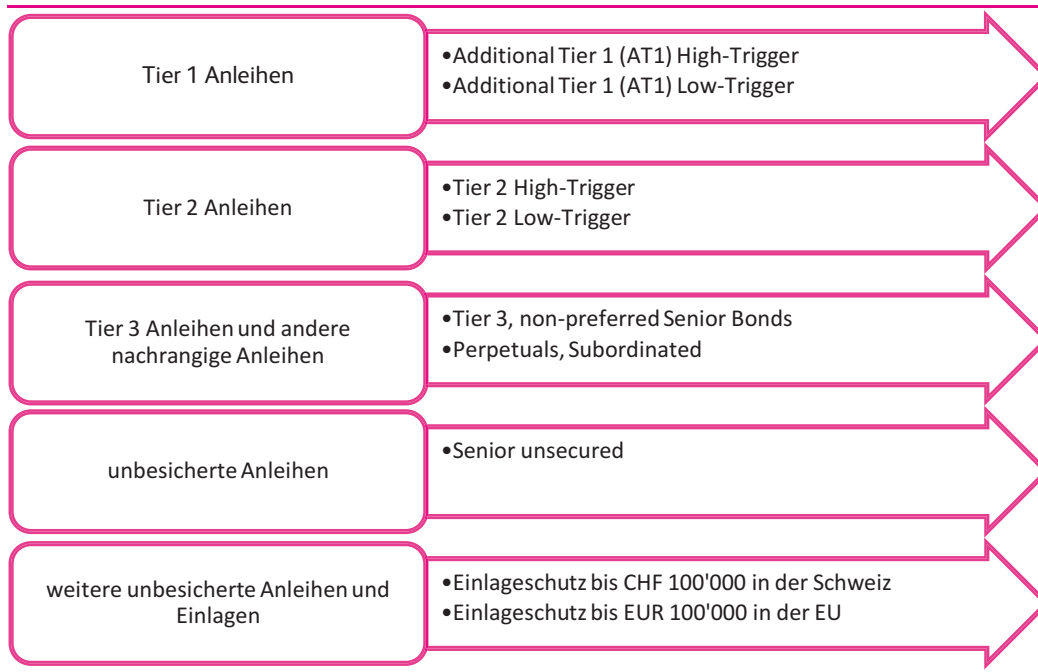 Tier 1 Anleihen
•Additional Tier 1 (AT1) High-Trigger
•Additional Tier 1 (AT1) Low-Trigger
Tier 2 Anleihen
•Tier 2 High-Trigger
•Tier 2 Low-Trigger
Tier 3 Anleihen und andere
nachrangige Anleihen
•Tier 3, non-preferred Senior Bonds
•Perpetuals, Subordinated
unbesicherte Anleihen
•Senior unsecured
weitere unbesicherte Anleihen und
Einlagen
•Einlageschutz bis CHF 100'000 in der Schweiz
•Einlageschutz bis EUR 100'000 in der EU